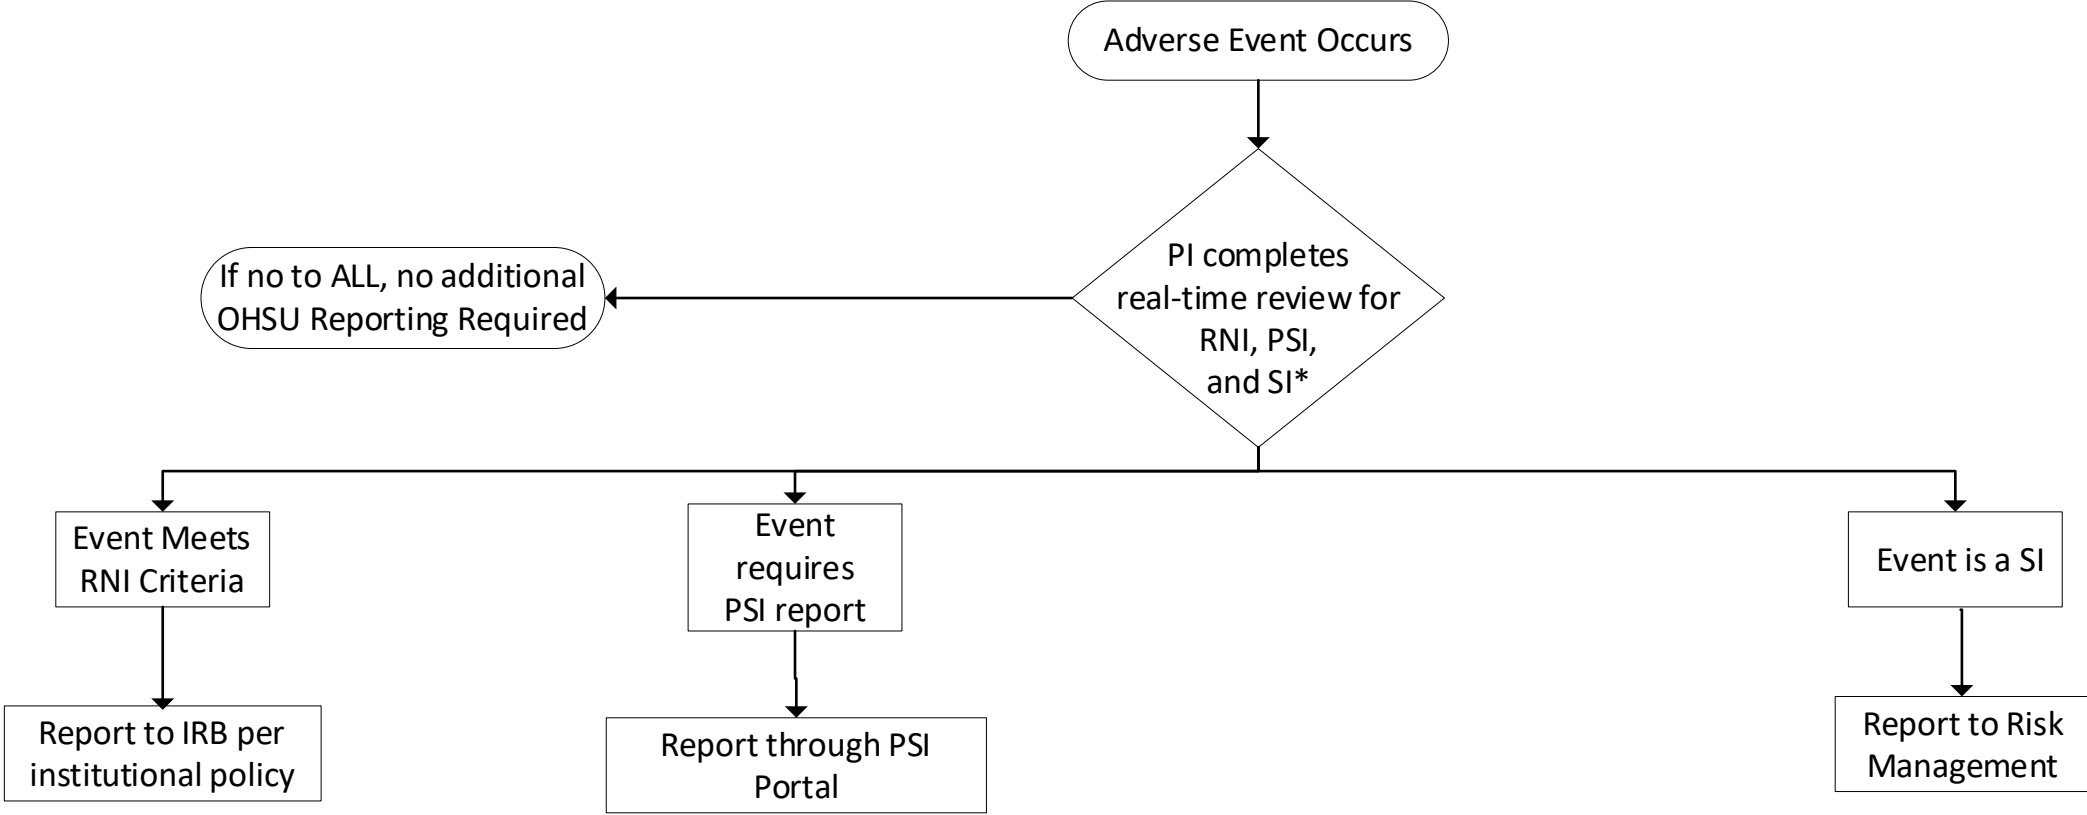 Adverse Event Occurs
PI completes
real-time review for
RNI, PSI,
and SI*
If no to ALL, no additional
OHSU Reporting Required
Event Meets
RNI Criteria
Event
requires
PSI report
Event is a SI
Report to IRB per
institutional policy
Report through PSI
Portal
Report to Risk
Management